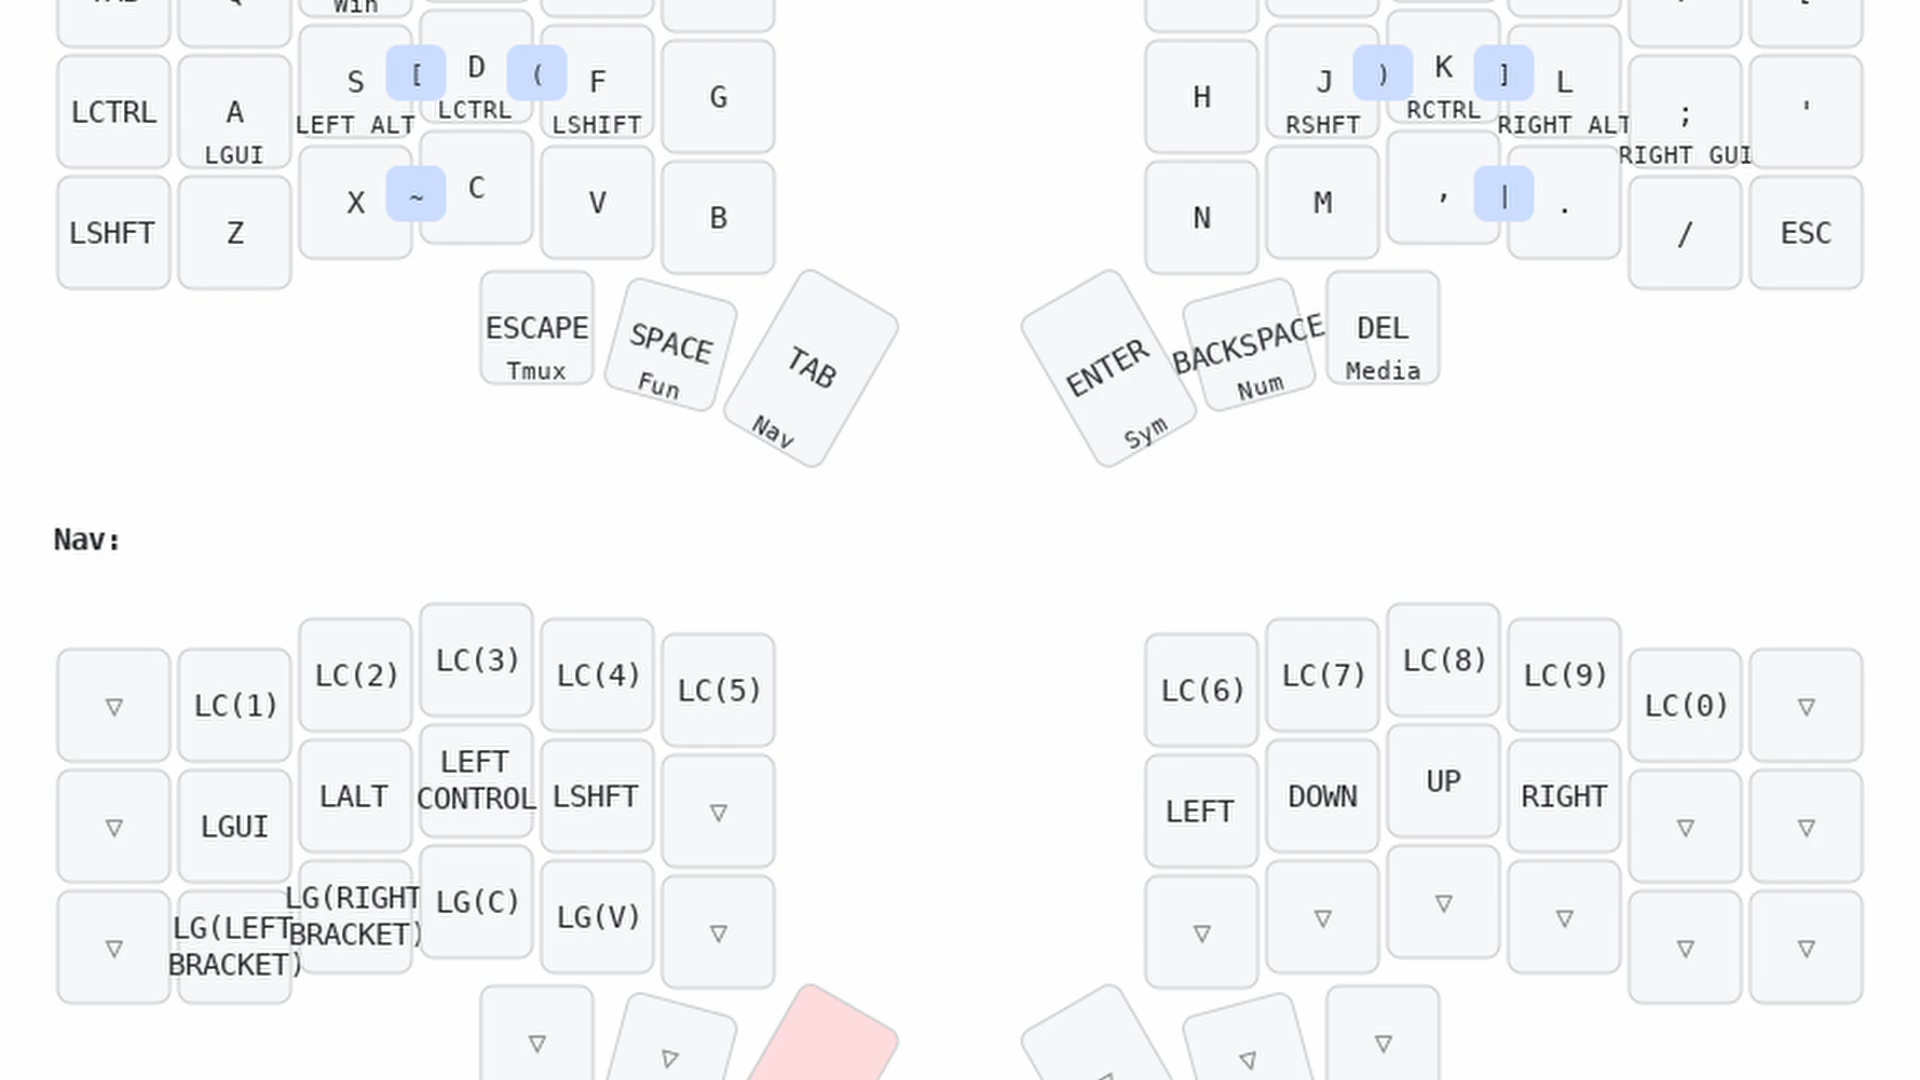 Win
LCTRL A S [ D ( F G H J ) K ] L ; '
LGUI LEFT ALT LCTRL LSHIFT RSHFT RCTRL RIGHT ALT RIGHT GUI
LSHFT Z X ~ C V B N M , | . / ESC
ESCAPE SPACE TAB ENTER BACKSPACE DEL
Tmux Fun Nav Sym Num Media
Nav:
▽ LC(1) LC(2) LC(3) LC(4) LC(5) LC(6) LC(7) LC(8) LC(9) LC(0) ▽
▽ LGUI LALT LEFT CONTROL LSHFT ▽ LEFT DOWN UP RIGHT ▽ ▽
▽ LG(LEFT BRACKET) LG(RIGHT BRACKET) LG(C) LG(V) ▽ ▽ ▽ ▽ ▽ ▽ ▽
▽ ▽ ▽ ▽